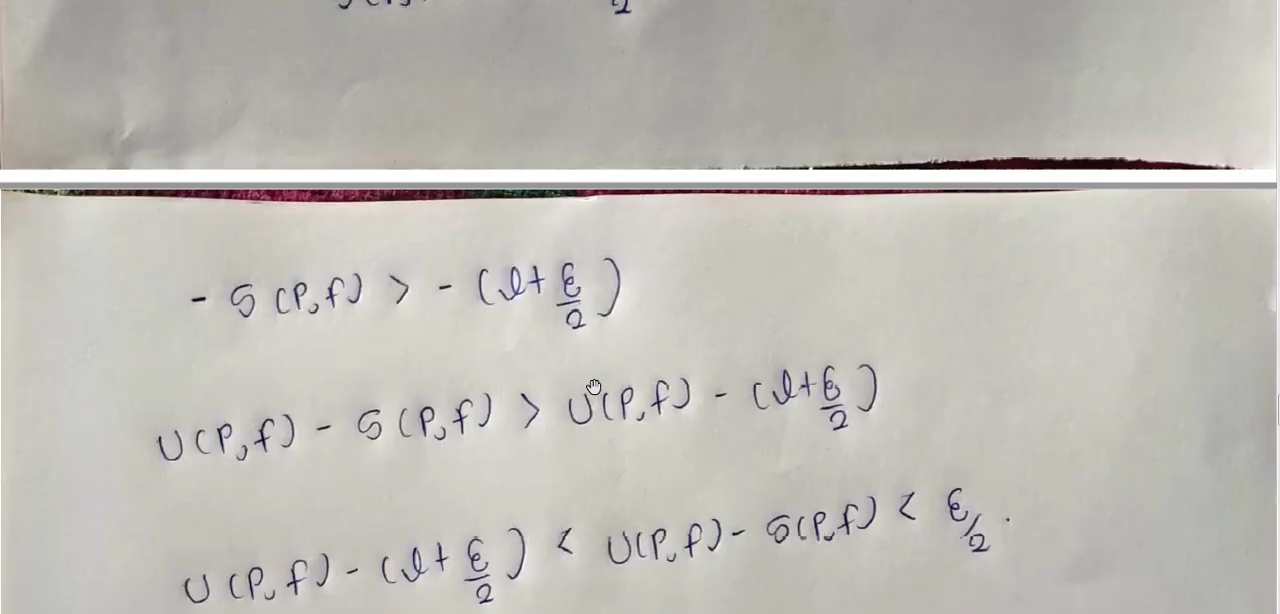 - S(P,f) > - (l + ε/2)
U(P,f) - S(P,f) > U(P,f) - (l + ε/2)
U(P,f) - (l + ε/2) < U(P,f) - S(P,f) < ε/2.